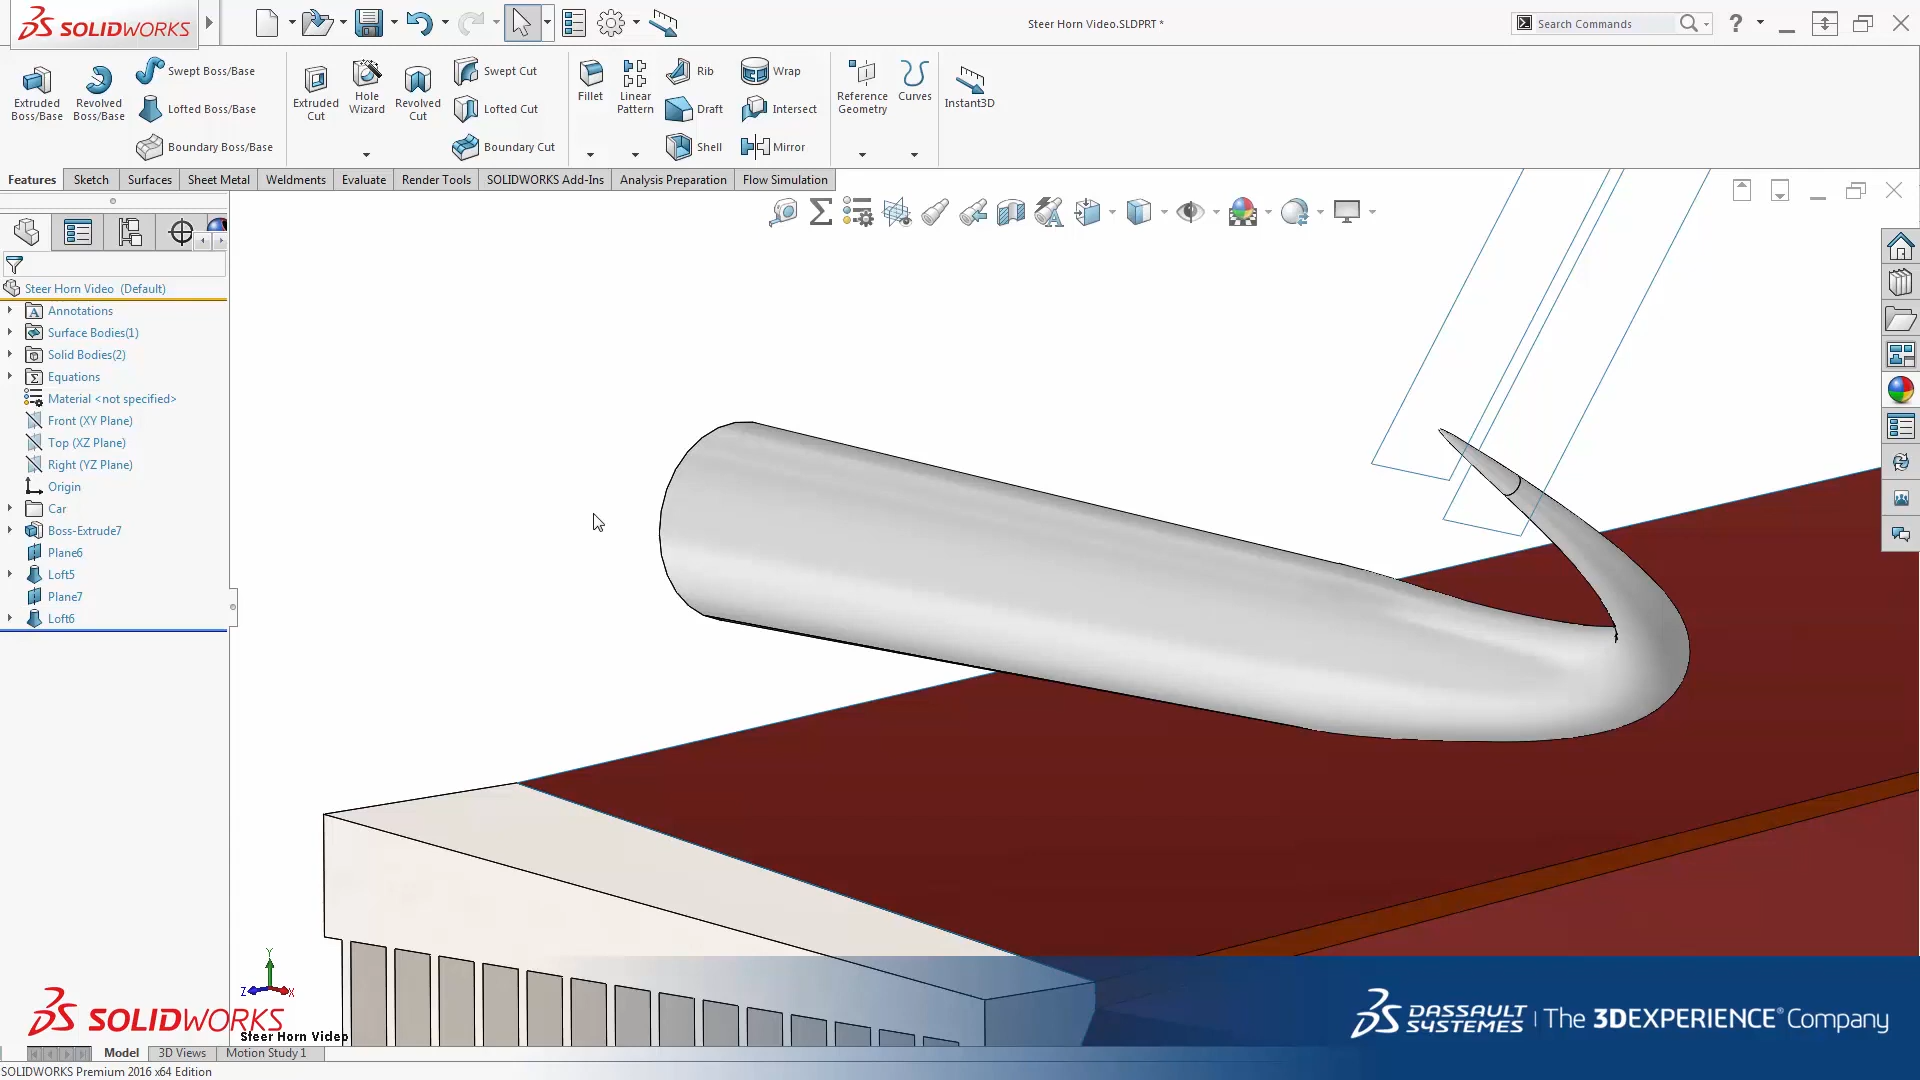 SOLIDWORKS
Steer Horn Video.SLDPRT *
Search Commands
?
Extruded Boss/Base
Revolved Boss/Base
Swept Boss/Base
Lofted Boss/Base
Boundary Boss/Base
Extruded Cut
Hole Wizard
Revolved Cut
Swept Cut
Lofted Cut
Boundary Cut
Fillet
Linear Pattern
Rib
Draft
Shell
Wrap
Intersect
Mirror
Reference Geometry
Curves
Instant3D
Features
Sketch
Surfaces
Sheet Metal
Weldments
Evaluate
Render Tools
SOLIDWORKS Add-Ins
Analysis Preparation
Flow Simulation
Steer Horn Video (Default)
Annotations
Surface Bodies(1)
Solid Bodies(2)
Equations
Material <not specified>
Front (XY Plane)
Top (XZ Plane)
Right (YZ Plane)
Origin
Car
Boss-Extrude7
Plane6
Loft5
Plane7
Loft6
Y
Z
X
SOLIDWORKS
Steer Horn Video
DASSAULT SYSTEMES | The 3DEXPERIENCE® Company
Model
3D Views
Motion Study 1
SOLIDWORKS Premium 2016 x64 Edition